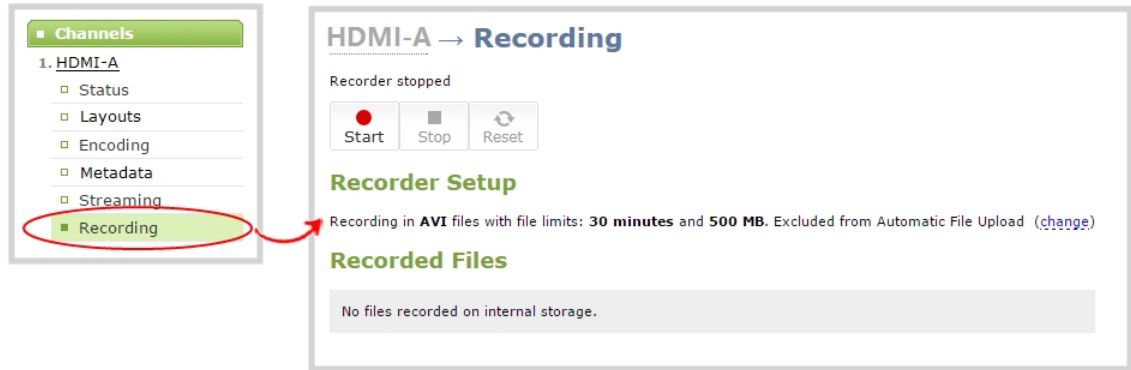 Channels
1. HDMI-A
Status
Layouts
Encoding
Metadata
Streaming
Recording
HDMI-A → Recording
Recorder stopped
Start Stop Reset
Recorder Setup
Recording in AVI files with file limits: 30 minutes and 500 MB. Excluded from Automatic File Upload (change)
Recorded Files
No files recorded on internal storage.